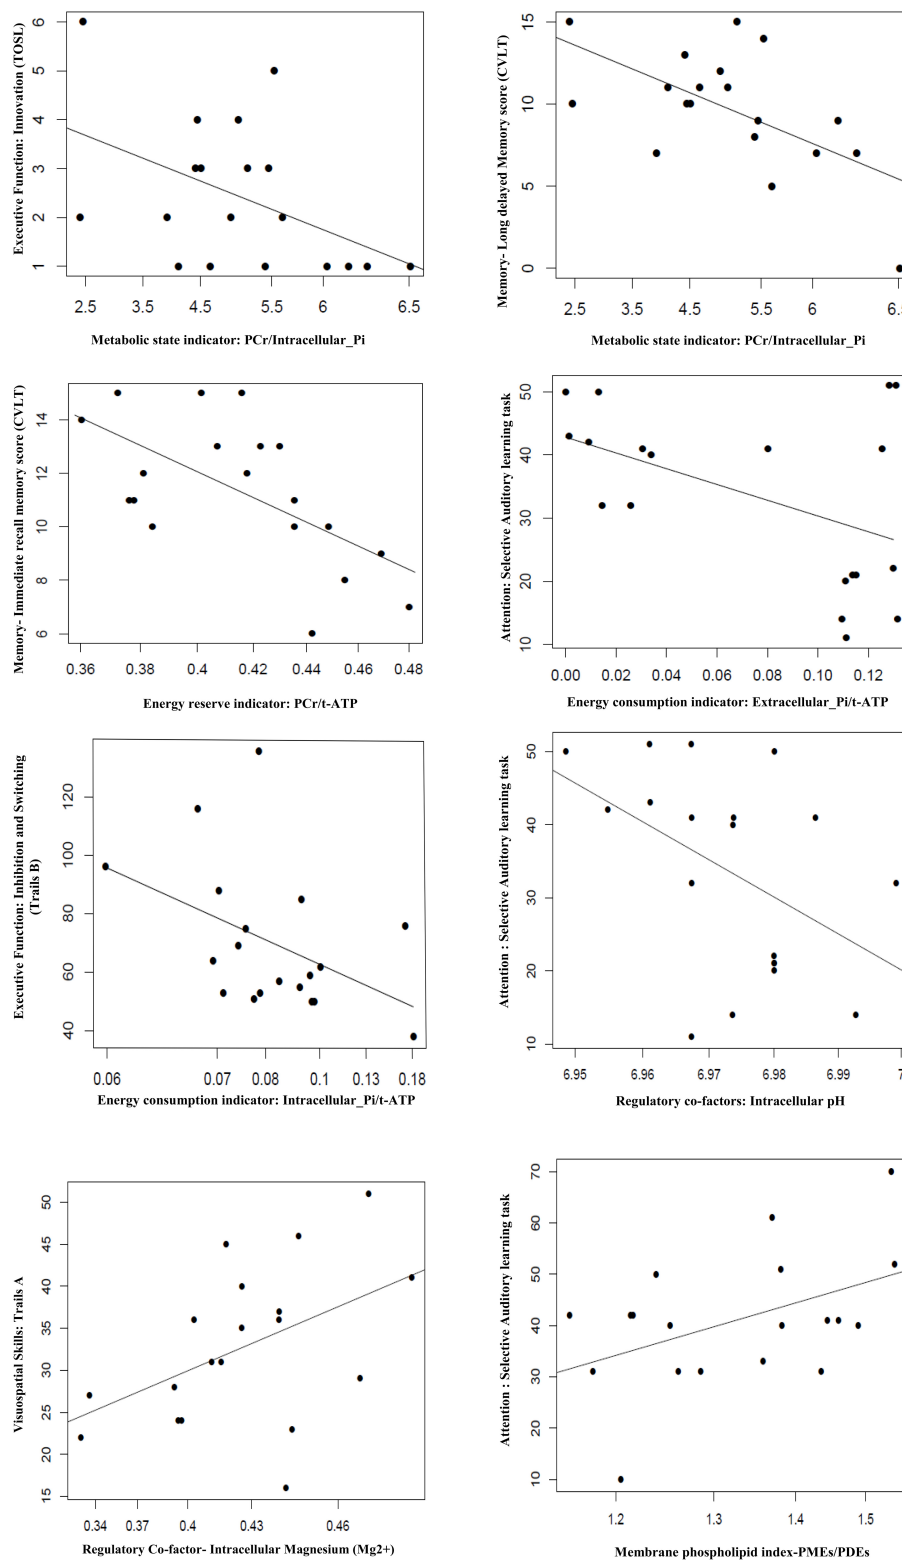 Executive Function: Innovation (TOSL)
6
5
4
3
2
1
2.5 3.5 4.5 5.5 6 6.5
Metabolic state indicator: PCr/Intracellular_Pi
Memory- Long delayed Memory score (CVLT)
15
10
5
0
2.5 3.5 4.5 5.5 6 6.5
Metabolic state indicator: PCr/Intracellular_Pi
Memory- Immediate recall memory score (CVLT)
14
12
10
8
6
0.36 0.38 0.4 0.42 0.44 0.46 0.48
Energy reserve indicator: PCr/t-ATP
Attention: Selective Auditory learning task
50
40
30
20
10
0.00 0.02 0.04 0.06 0.08 0.10 0.12
Energy consumption indicator: Extracellular_Pi/t-ATP
Executive Function: Inhibition and Switching
(Trails B)
120
100
80
60
40
0.06 0.07 0.08 0.1 0.13 0.18
Energy consumption indicator: Intracellular_Pi/t-ATP
Attention : Selective Auditory learning task
50
40
30
20
10
6.95 6.96 6.97 6.98 6.99 7
Regulatory co-factors: Intracellular pH
Visuospatial Skills: Trails A
50
45
40
35
30
25
20
15
0.34 0.37 0.4 0.43 0.46
Regulatory Co-factor- Intracellular Magnesium (Mg2+)
Attention : Selective Auditory learning task
70
60
50
40
30
20
10
1.2 1.3 1.4 1.5
Membrane phospholipid index-PMEs/PDEs